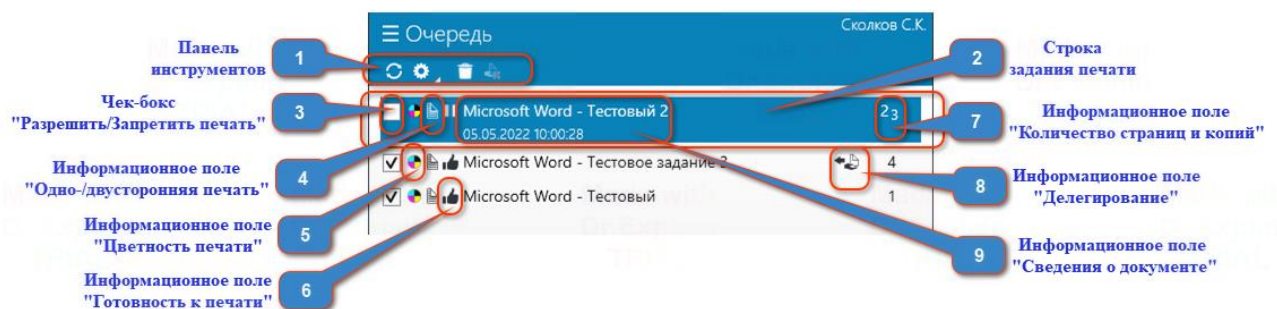 Очередь
Сколков С.К.
Панель
инструментов
1
2
Строка
задания печати
Чек-бокс
"Разрешить/Запретить печать"
3
Microsoft Word - Тестовый 2
05.05.2022 10:00:28
2 3
7
Информационное поле
"Количество страниц и копий"
Информационное поле
"Одно-/двусторонняя печать"
4
Microsoft Word - Тестовое задание 2
4
8
Информационное поле
"Делегирование"
Microsoft Word - Тестовый
1
Информационное поле
"Цветность печати"
5
9
Информационное поле
"Сведения о документе"
Информационное поле
"Готовность к печати"
6